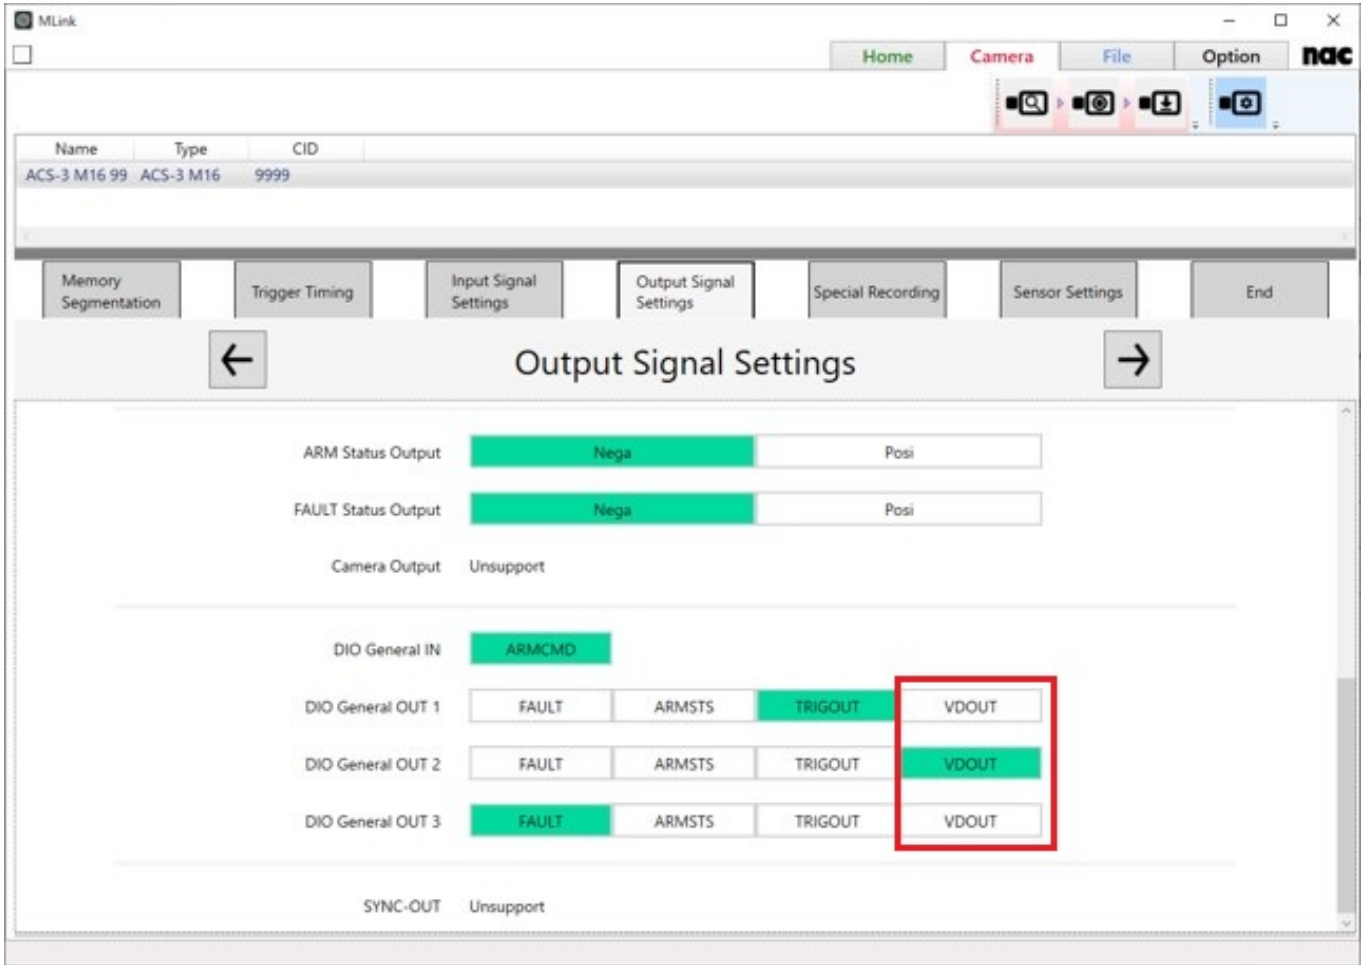 MLink
Home Camera File Option nac
Name Type CID
ACS-3 M16 99 ACS-3 M16 9999
Memory Segmentation
Trigger Timing
Input Signal Settings
Output Signal Settings
Special Recording
Sensor Settings
End
Output Signal Settings
ARM Status Output Nega Posi
FAULT Status Output Nega Posi
Camera Output Unsupport
DIO General IN ARMCMD
DIO General OUT 1 FAULT ARMSTS TRIGOUT VDOUT
DIO General OUT 2 FAULT ARMSTS TRIGOUT VDOUT
DIO General OUT 3 FAULT ARMSTS TRIGOUT VDOUT
SYNC-OUT Unsupport